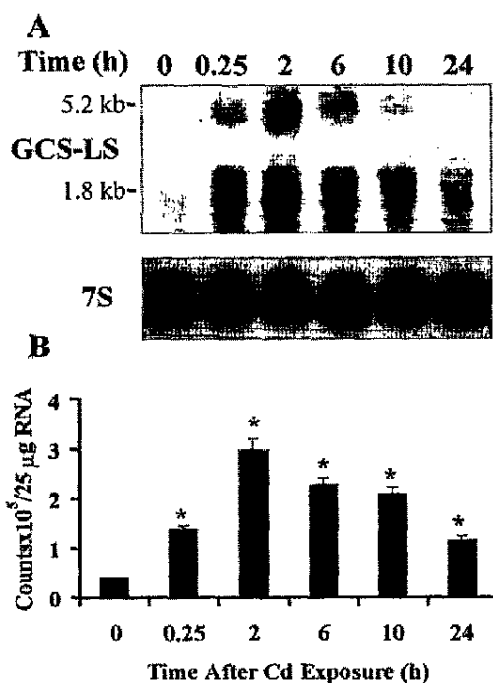 A
Time (h) 0 0.25 2 6 10 24
5.2 kb-
GCS-LS
1.8 kb-
7S
B
Countsx10⁵/25 µg RNA
4
3
2
1
0
* * * * *
0 0.25 2 6 10 24
Time After Cd Exposure (h)